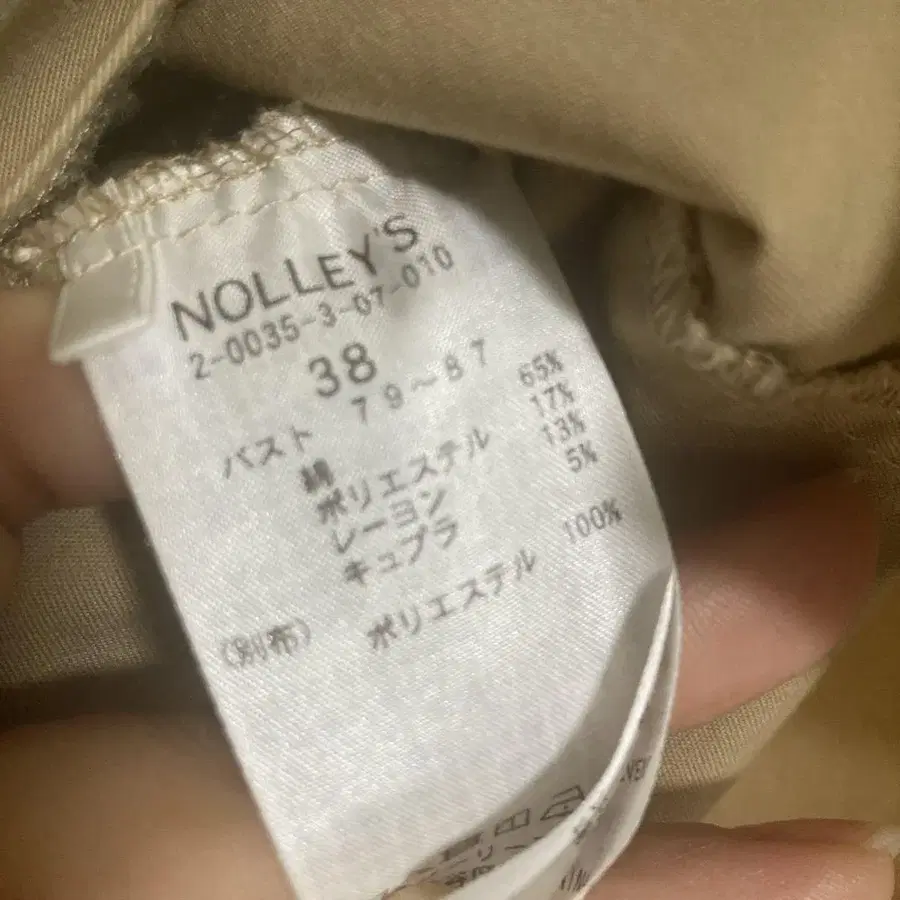 NOLLEY'S
2-0035-3-07-010
38
バスト 79～87
綿 65%
ポリエステル 17%
レーヨン 13%
キュプラ 5%
(別布) ポリエステル 100%